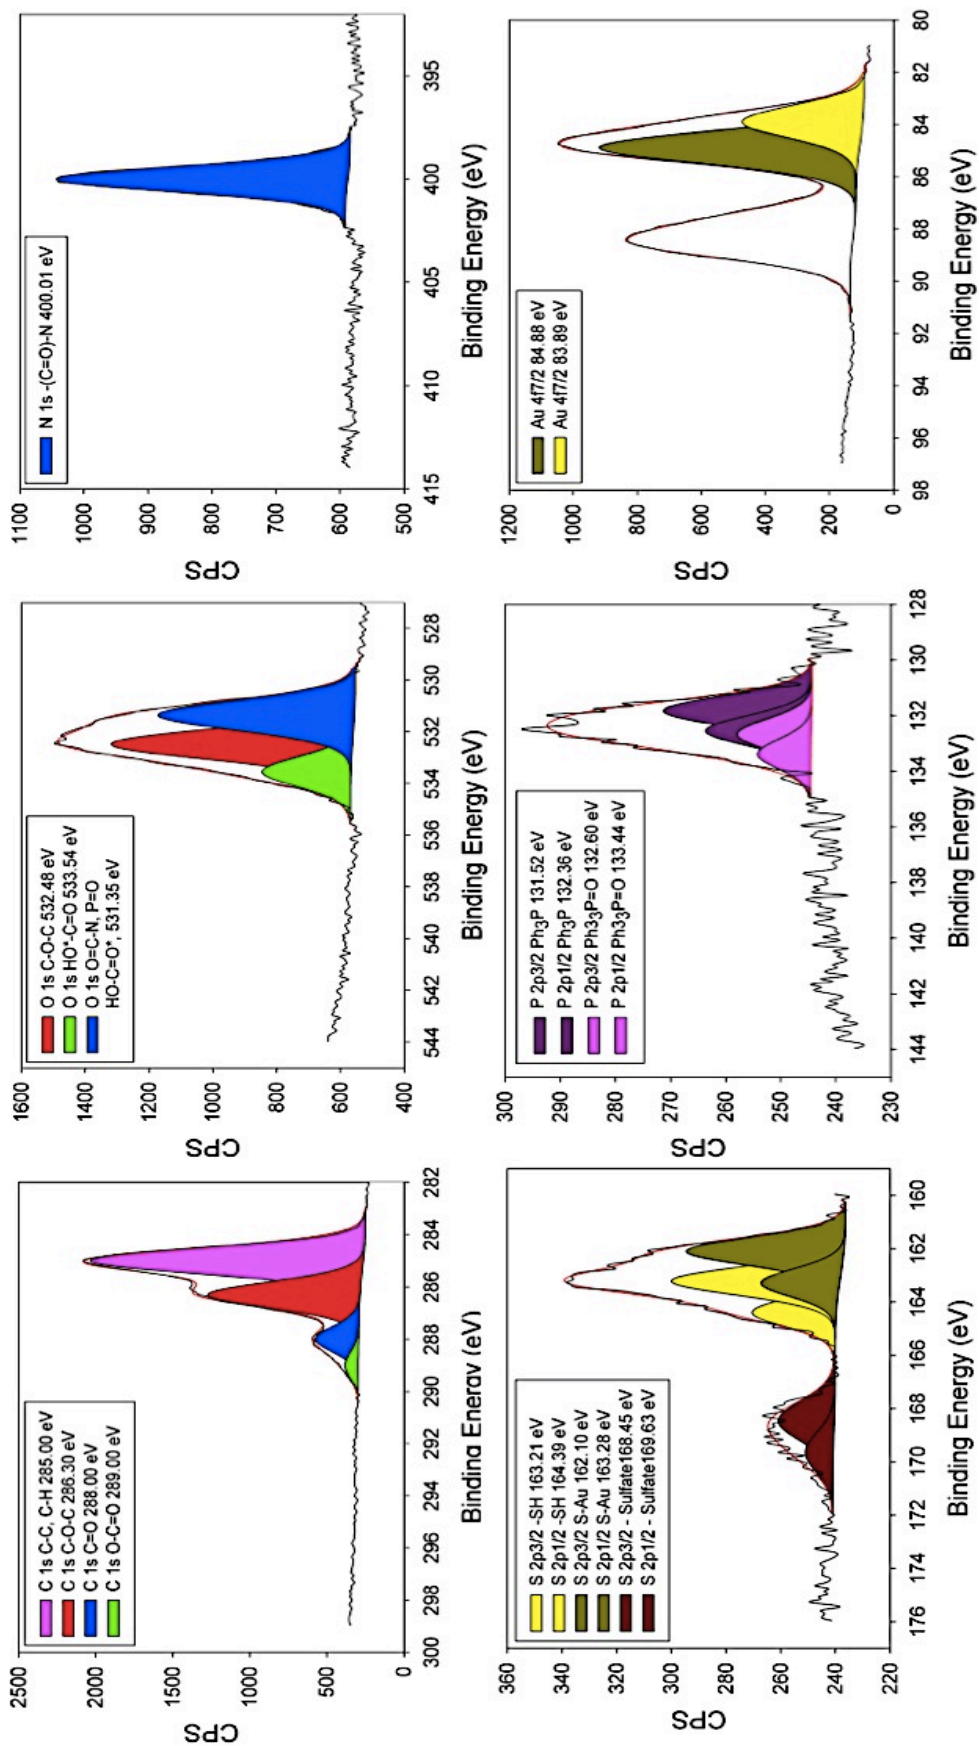 2500
2000
1500
1000
500
0
CPS
C 1s C-C, C-H 285.00 eV
C 1s C-O-C 286.30 eV
C 1s C=O 288.00 eV
C 1s O-C=O 289.00 eV
300 298 296 294 292 290 288 286 284 282
Binding Energy (eV)
1600
1400
1200
1000
800
600
400
CPS
O 1s C-O-C 532.48 eV
O 1s HO*-C=O 533.54 eV
O 1s O=C-N, P=O
HO-C=O*, 531.35 eV
544 542 540 538 536 534 532 530 528
Binding Energy (eV)
1100
1000
900
800
700
600
500
CPS
N 1s -(C=O)-N 400.01 eV
415 410 405 400 395
Binding Energy (eV)
360
340
320
300
280
260
240
220
CPS
S 2p3/2 -SH 163.21 eV
S 2p1/2 -SH 164.39 eV
S 2p3/2 S-Au 162.10 eV
S 2p1/2 S-Au 163.28 eV
S 2p3/2 - Sulfate168.45 eV
S 2p1/2 - Sulfate169.63 eV
176 174 172 170 168 166 164 162 160
Binding Energy (eV)
300
290
280
270
260
250
240
230
CPS
P 2p3/2 Ph₃P 131.52 eV
P 2p1/2 Ph₃P 132.36 eV
P 2p3/2 Ph3₃P=O 132.60 eV
P 2p1/2 Ph3₃P=O 133.44 eV
144 142 140 138 136 134 132 130 128
Binding Energy (eV)
1200
1000
800
600
400
200
0
CPS
Au 4f7/2 84.88 eV
Au 4f7/2 83.89 eV
98 96 94 92 90 88 86 84 82 80
Binding Energy (eV)